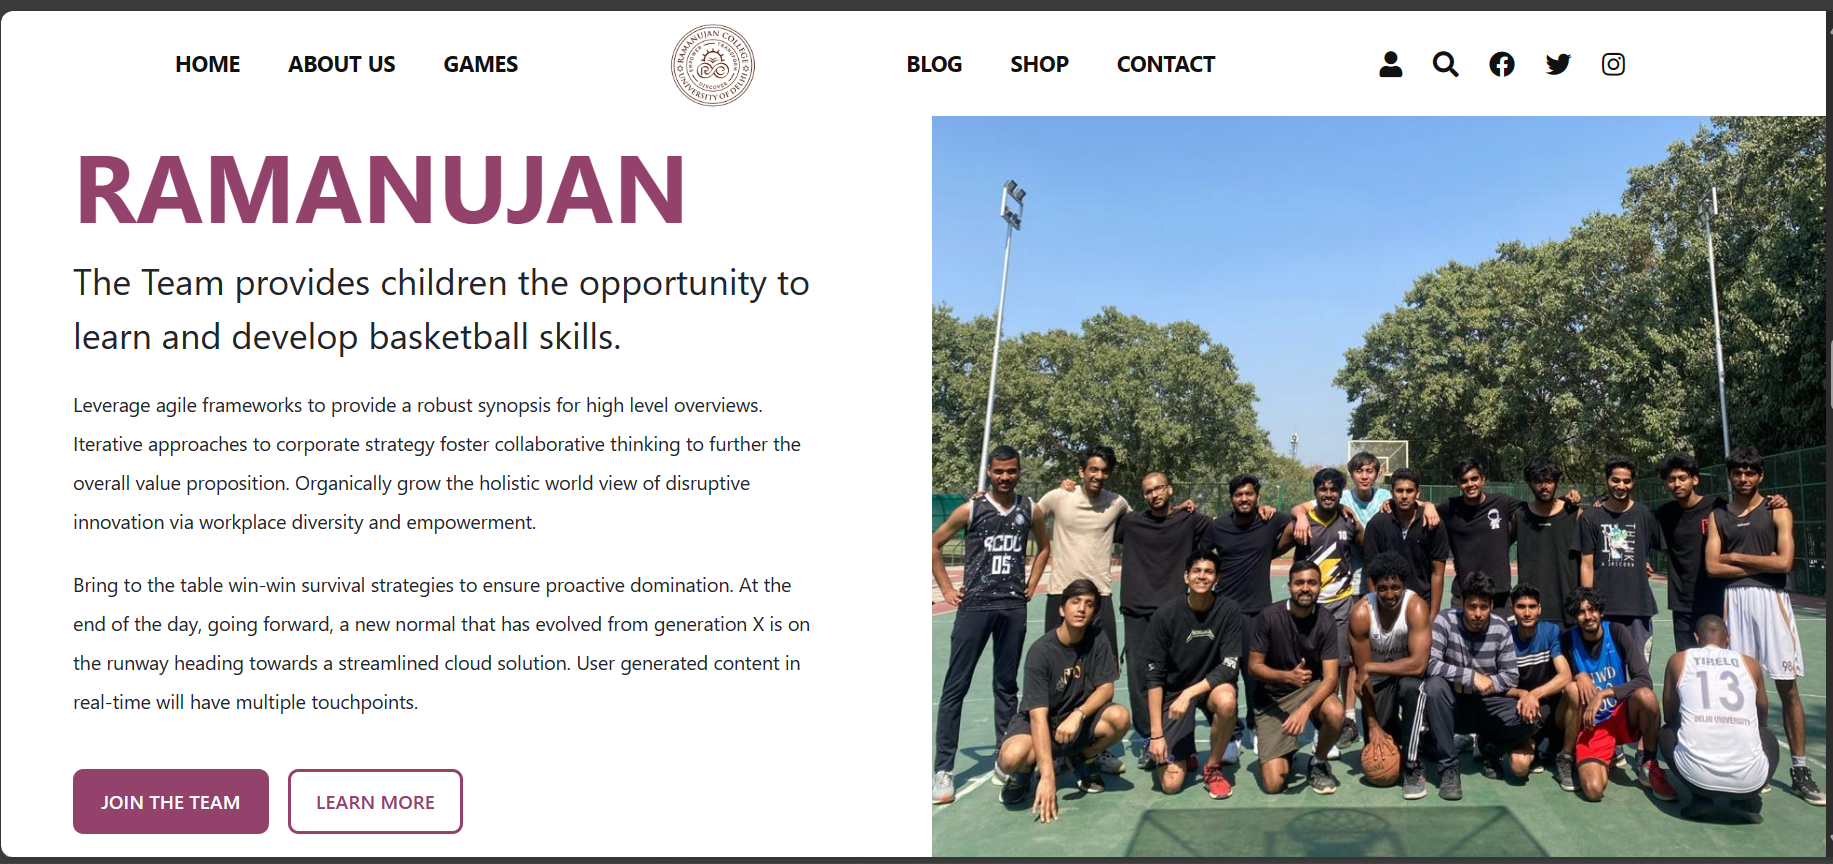 HOME ABOUT US GAMES
RAMANUJAN COLLEGE
EMPOWER TRANSFORM
DISCOVER
UNIVERSITY OF DELHI
BLOG SHOP CONTACT
RAMANUJAN
The Team provides children the opportunity to
learn and develop basketball skills.
Leverage agile frameworks to provide a robust synopsis for high level overviews.
Iterative approaches to corporate strategy foster collaborative thinking to further the
overall value proposition. Organically grow the holistic world view of disruptive
innovation via workplace diversity and empowerment.
Bring to the table win-win survival strategies to ensure proactive domination. At the
end of the day, going forward, a new normal that has evolved from generation X is on
the runway heading towards a streamlined cloud solution. User generated content in
real-time will have multiple touchpoints.
JOIN THE TEAM LEARN MORE
05
10
TIRELO
13
DELHI UNIVERSITY